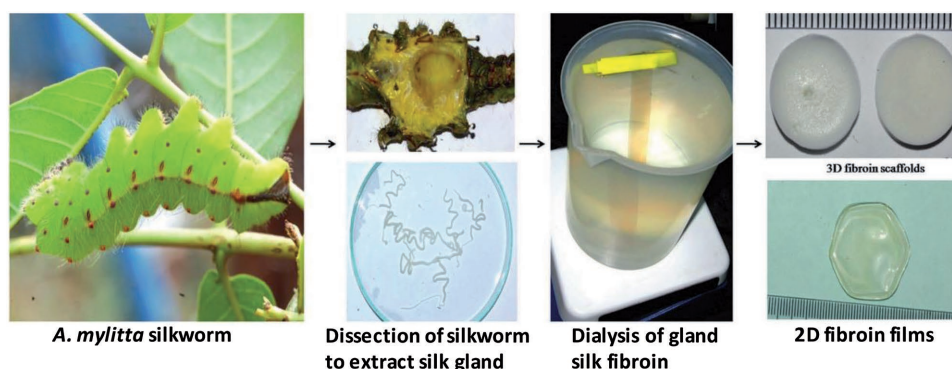 3D fibroin scaffolds
A. mylitta silkworm
Dissection of silkworm
to extract silk gland
Dialysis of gland
silk fibroin
2D fibroin films